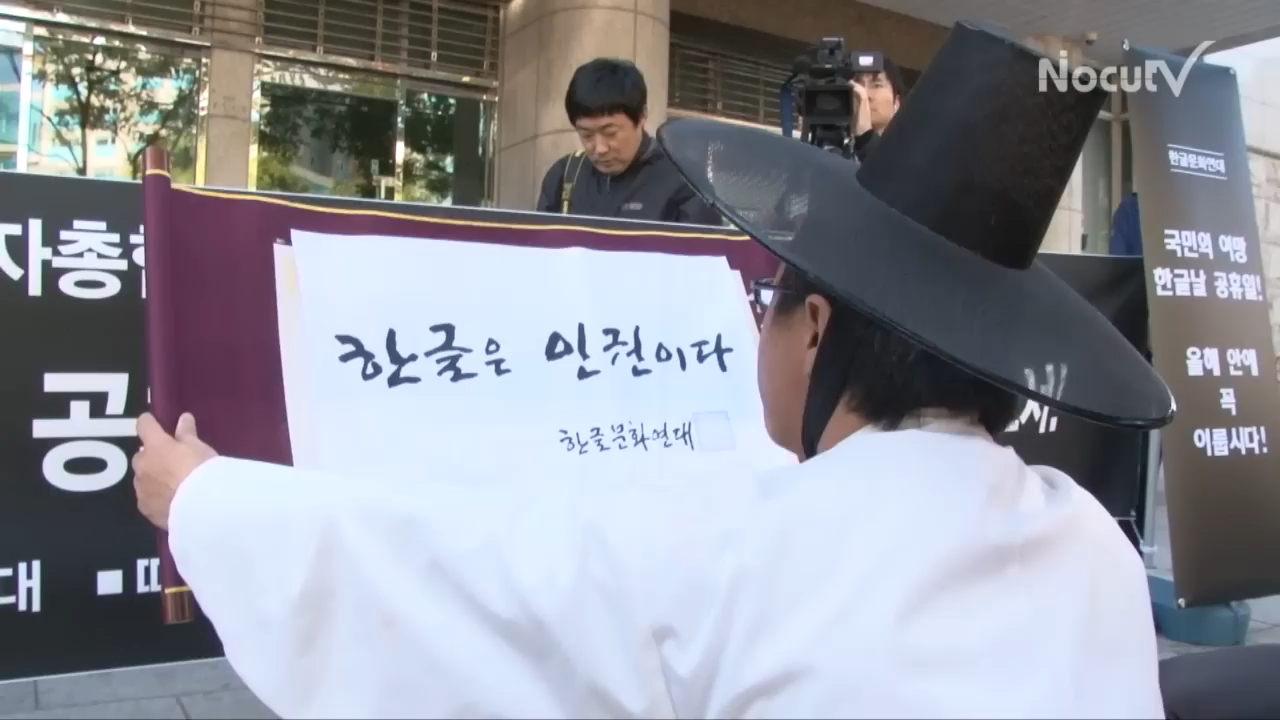 NocutV
한글은 인권이다
한글문화연대
한글문화연대
국민의 여망
한글날 공휴일!
올해 안에
꼭
이룹시다!
자총
공
대 ■ 따